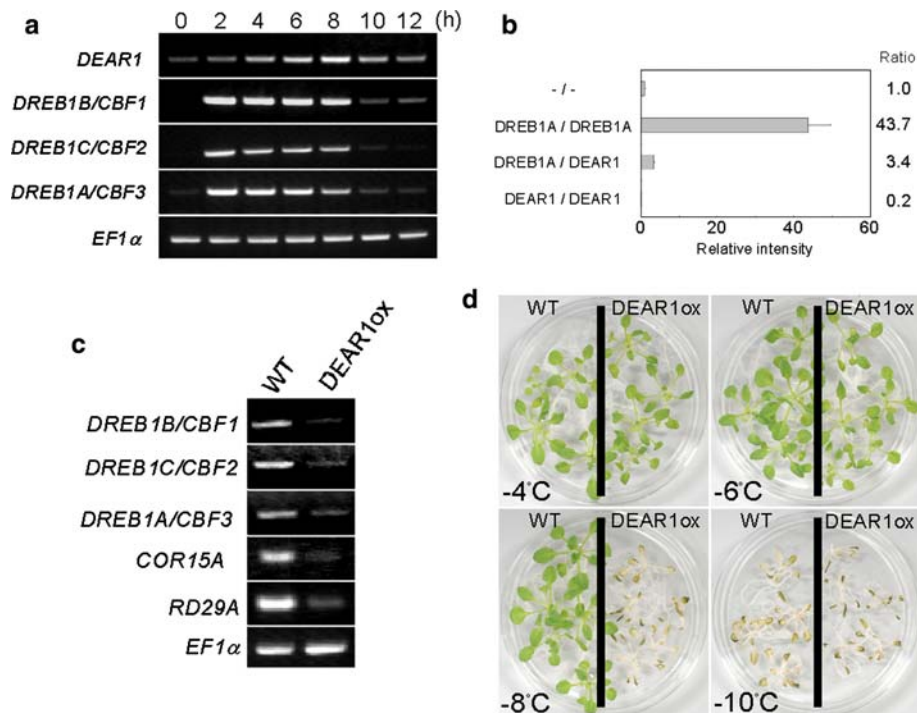 a
0 2 4 6 8 10 12 (h)
DEAR1
DREB1B/CBF1
DREB1C/CBF2
DREB1A/CBF3
EF1α
b
Ratio
- / - 1.0
DREB1A / DREB1A 43.7
DREB1A / DEAR1 3.4
DEAR1 / DEAR1 0.2
0 20 40 60
Relative intensity
c
WT DEAR1ox
DREB1B/CBF1
DREB1C/CBF2
DREB1A/CBF3
COR15A
RD29A
EF1α
d
WT DEAR1ox
-4°C
WT DEAR1ox
-6°C
WT DEAR1ox
-8°C
WT DEAR1ox
-10°C